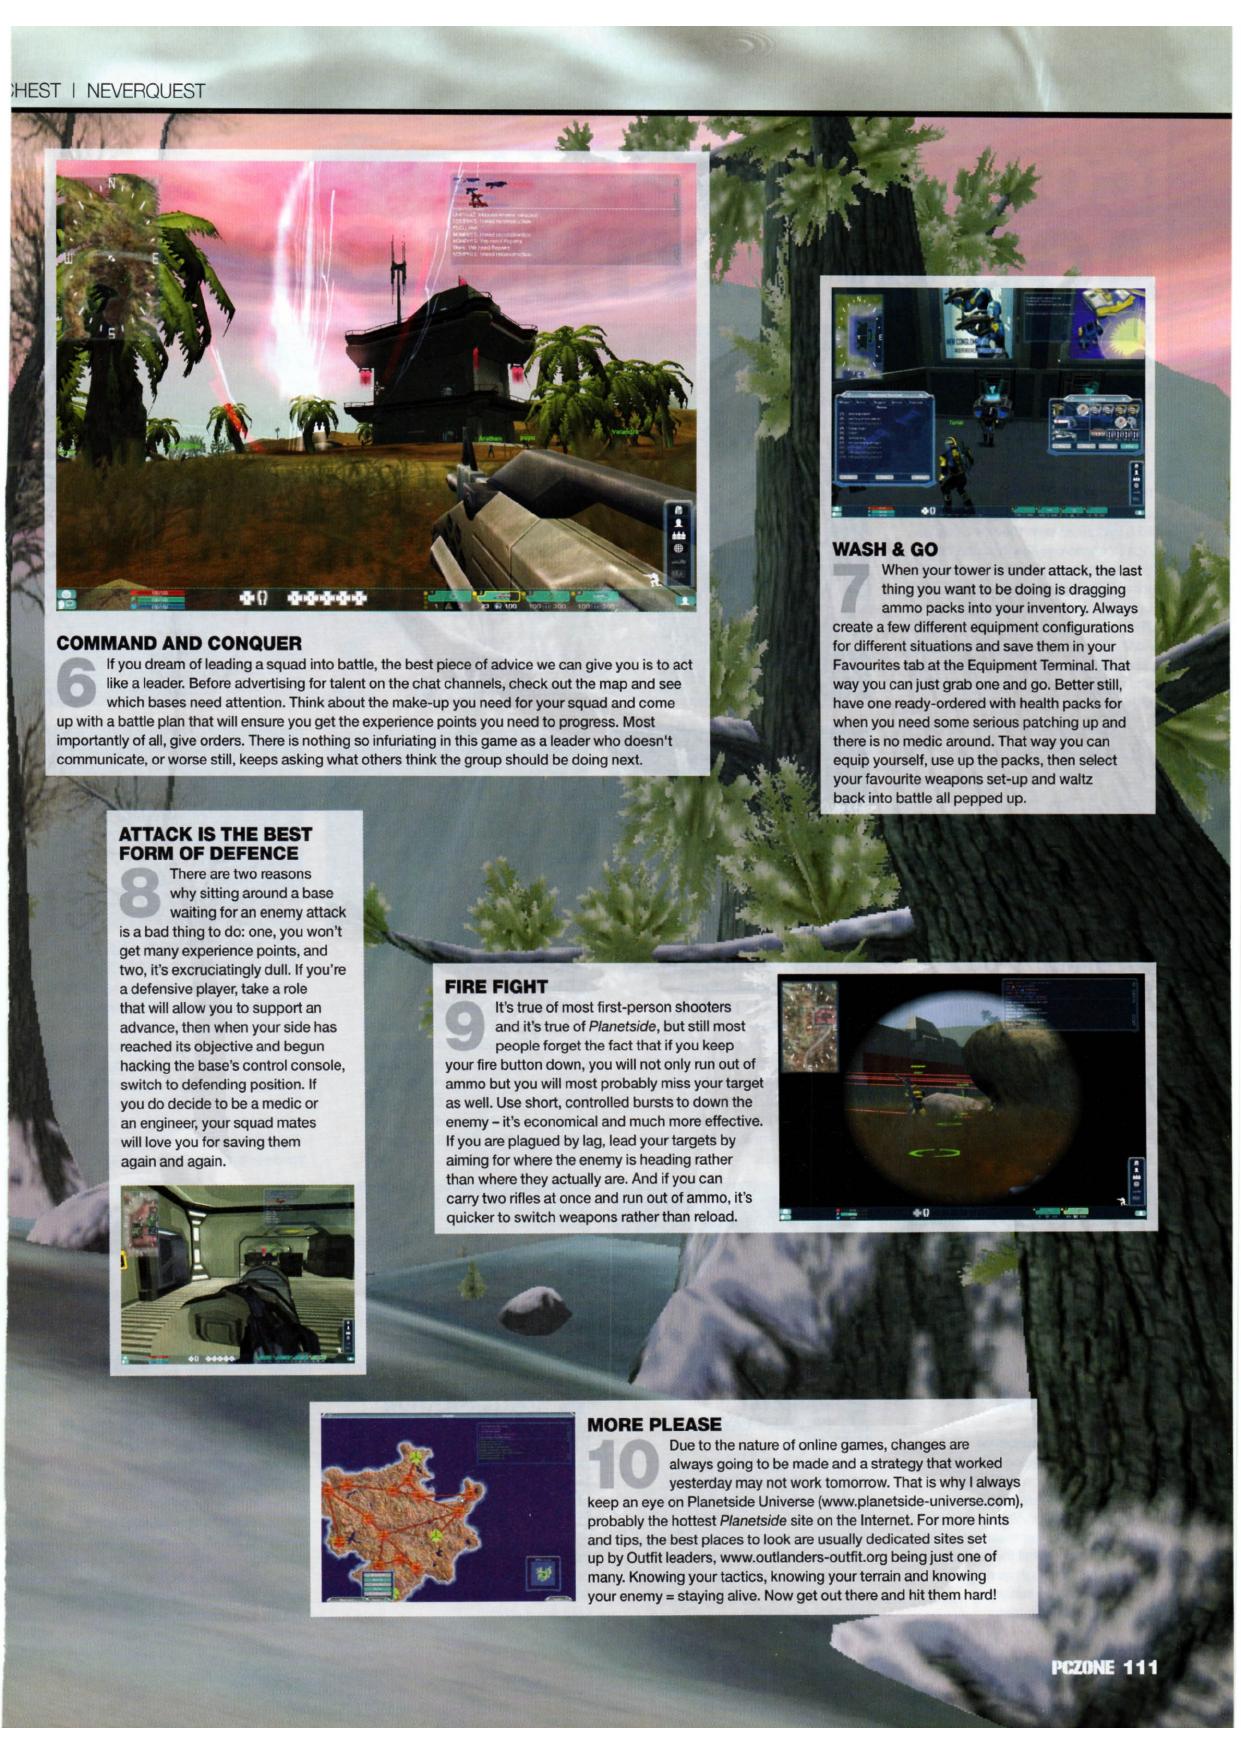 CHEST | NEVERQUEST
COMMAND AND CONQUER
6 If you dream of leading a squad into battle, the best piece of advice we can give you is to act
like a leader. Before advertising for talent on the chat channels, check out the map and see
which bases need attention. Think about the make-up you need for your squad and come
up with a battle plan that will ensure you get the experience points you need to progress. Most
importantly of all, give orders. There is nothing so infuriating in this game as a leader who doesn't
communicate, or worse still, keeps asking what others think the group should be doing next.
WASH & GO
7 When your tower is under attack, the last
thing you want to be doing is dragging
ammo packs into your inventory. Always
create a few different equipment configurations
for different situations and save them in your
Favourites tab at the Equipment Terminal. That
way you can just grab one and go. Better still,
have one ready-ordered with health packs for
when you need some serious patching up and
there is no medic around. That way you can
equip yourself, use up the packs, then select
your favourite weapons set-up and waltz
back into battle all pepped up.
ATTACK IS THE BEST
FORM OF DEFENCE
8 There are two reasons
why sitting around a base
waiting for an enemy attack
is a bad thing to do: one, you won't
get many experience points, and
two, it's excruciatingly dull. If you're
a defensive player, take a role
that will allow you to support an
advance, then when your side has
reached its objective and begun
hacking the base's control console,
switch to defending position. If
you do decide to be a medic or
an engineer, your squad mates
will love you for saving them
again and again.
FIRE FIGHT
9 It's true of most first-person shooters
and it's true of Planetside, but still most
people forget the fact that if you keep
your fire button down, you will not only run out of
ammo but you will most probably miss your target
as well. Use short, controlled bursts to down the
enemy – it's economical and much more effective.
If you are plagued by lag, lead your targets by
aiming for where the enemy is heading rather
than where they actually are. And if you can
carry two rifles at once and run out of ammo, it's
quicker to switch weapons rather than reload.
MORE PLEASE
10 Due to the nature of online games, changes are
always going to be made and a strategy that worked
yesterday may not work tomorrow. That is why I always
keep an eye on Planetside Universe (www.planetside-universe.com),
probably the hottest Planetside site on the Internet. For more hints
and tips, the best places to look are usually dedicated sites set
up by Outfit leaders, www.outlanders-outfit.org being just one of
many. Knowing your tactics, knowing your terrain and knowing
your enemy = staying alive. Now get out there and hit them hard!
PCZONE 111